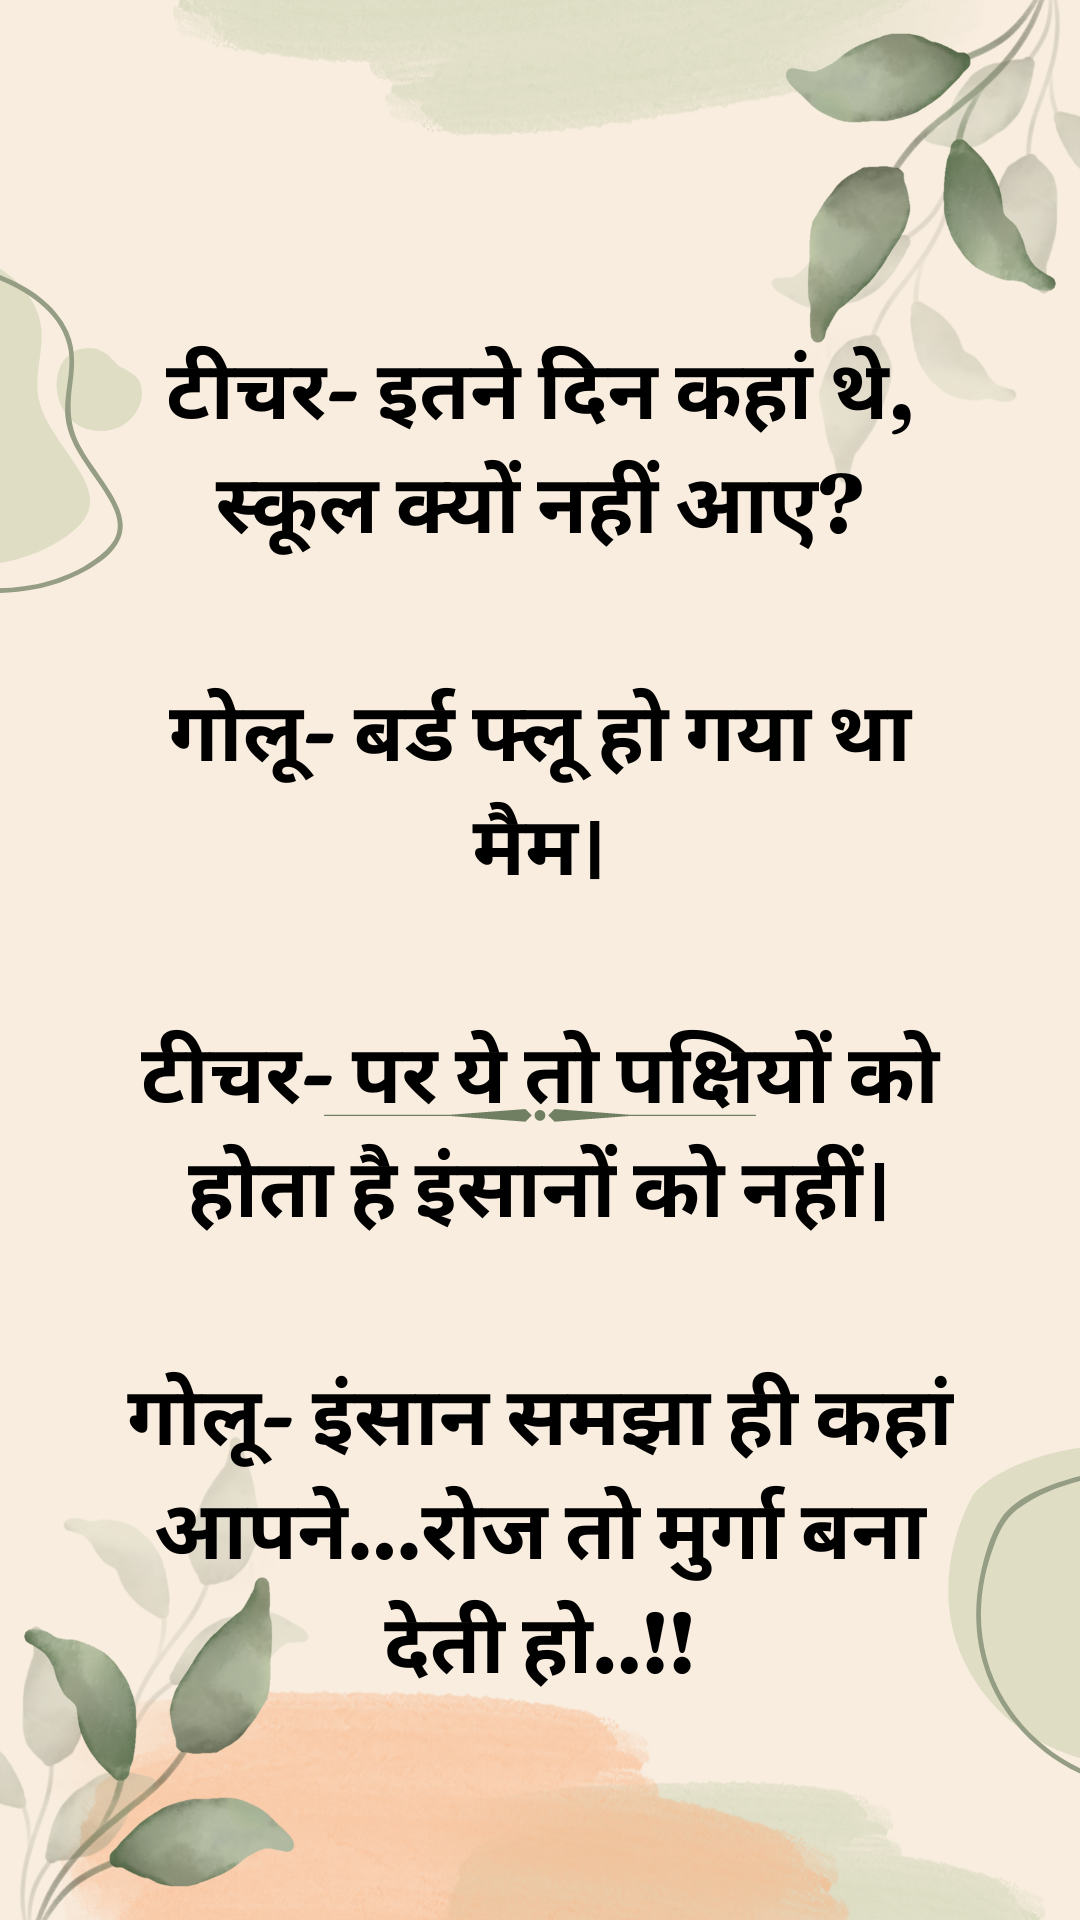 टीचर- इतने दिन कहां थे,
स्कूल क्यों नहीं आए?
गोलू- बर्ड फ्लू हो गया था
मैम।
टीचर- पर ये तो पक्षियों को
होता है इंसानों को नहीं।
गोलू- इंसान समझा ही कहां
आपने...रोज तो मुर्गा बना
देती हो..!!